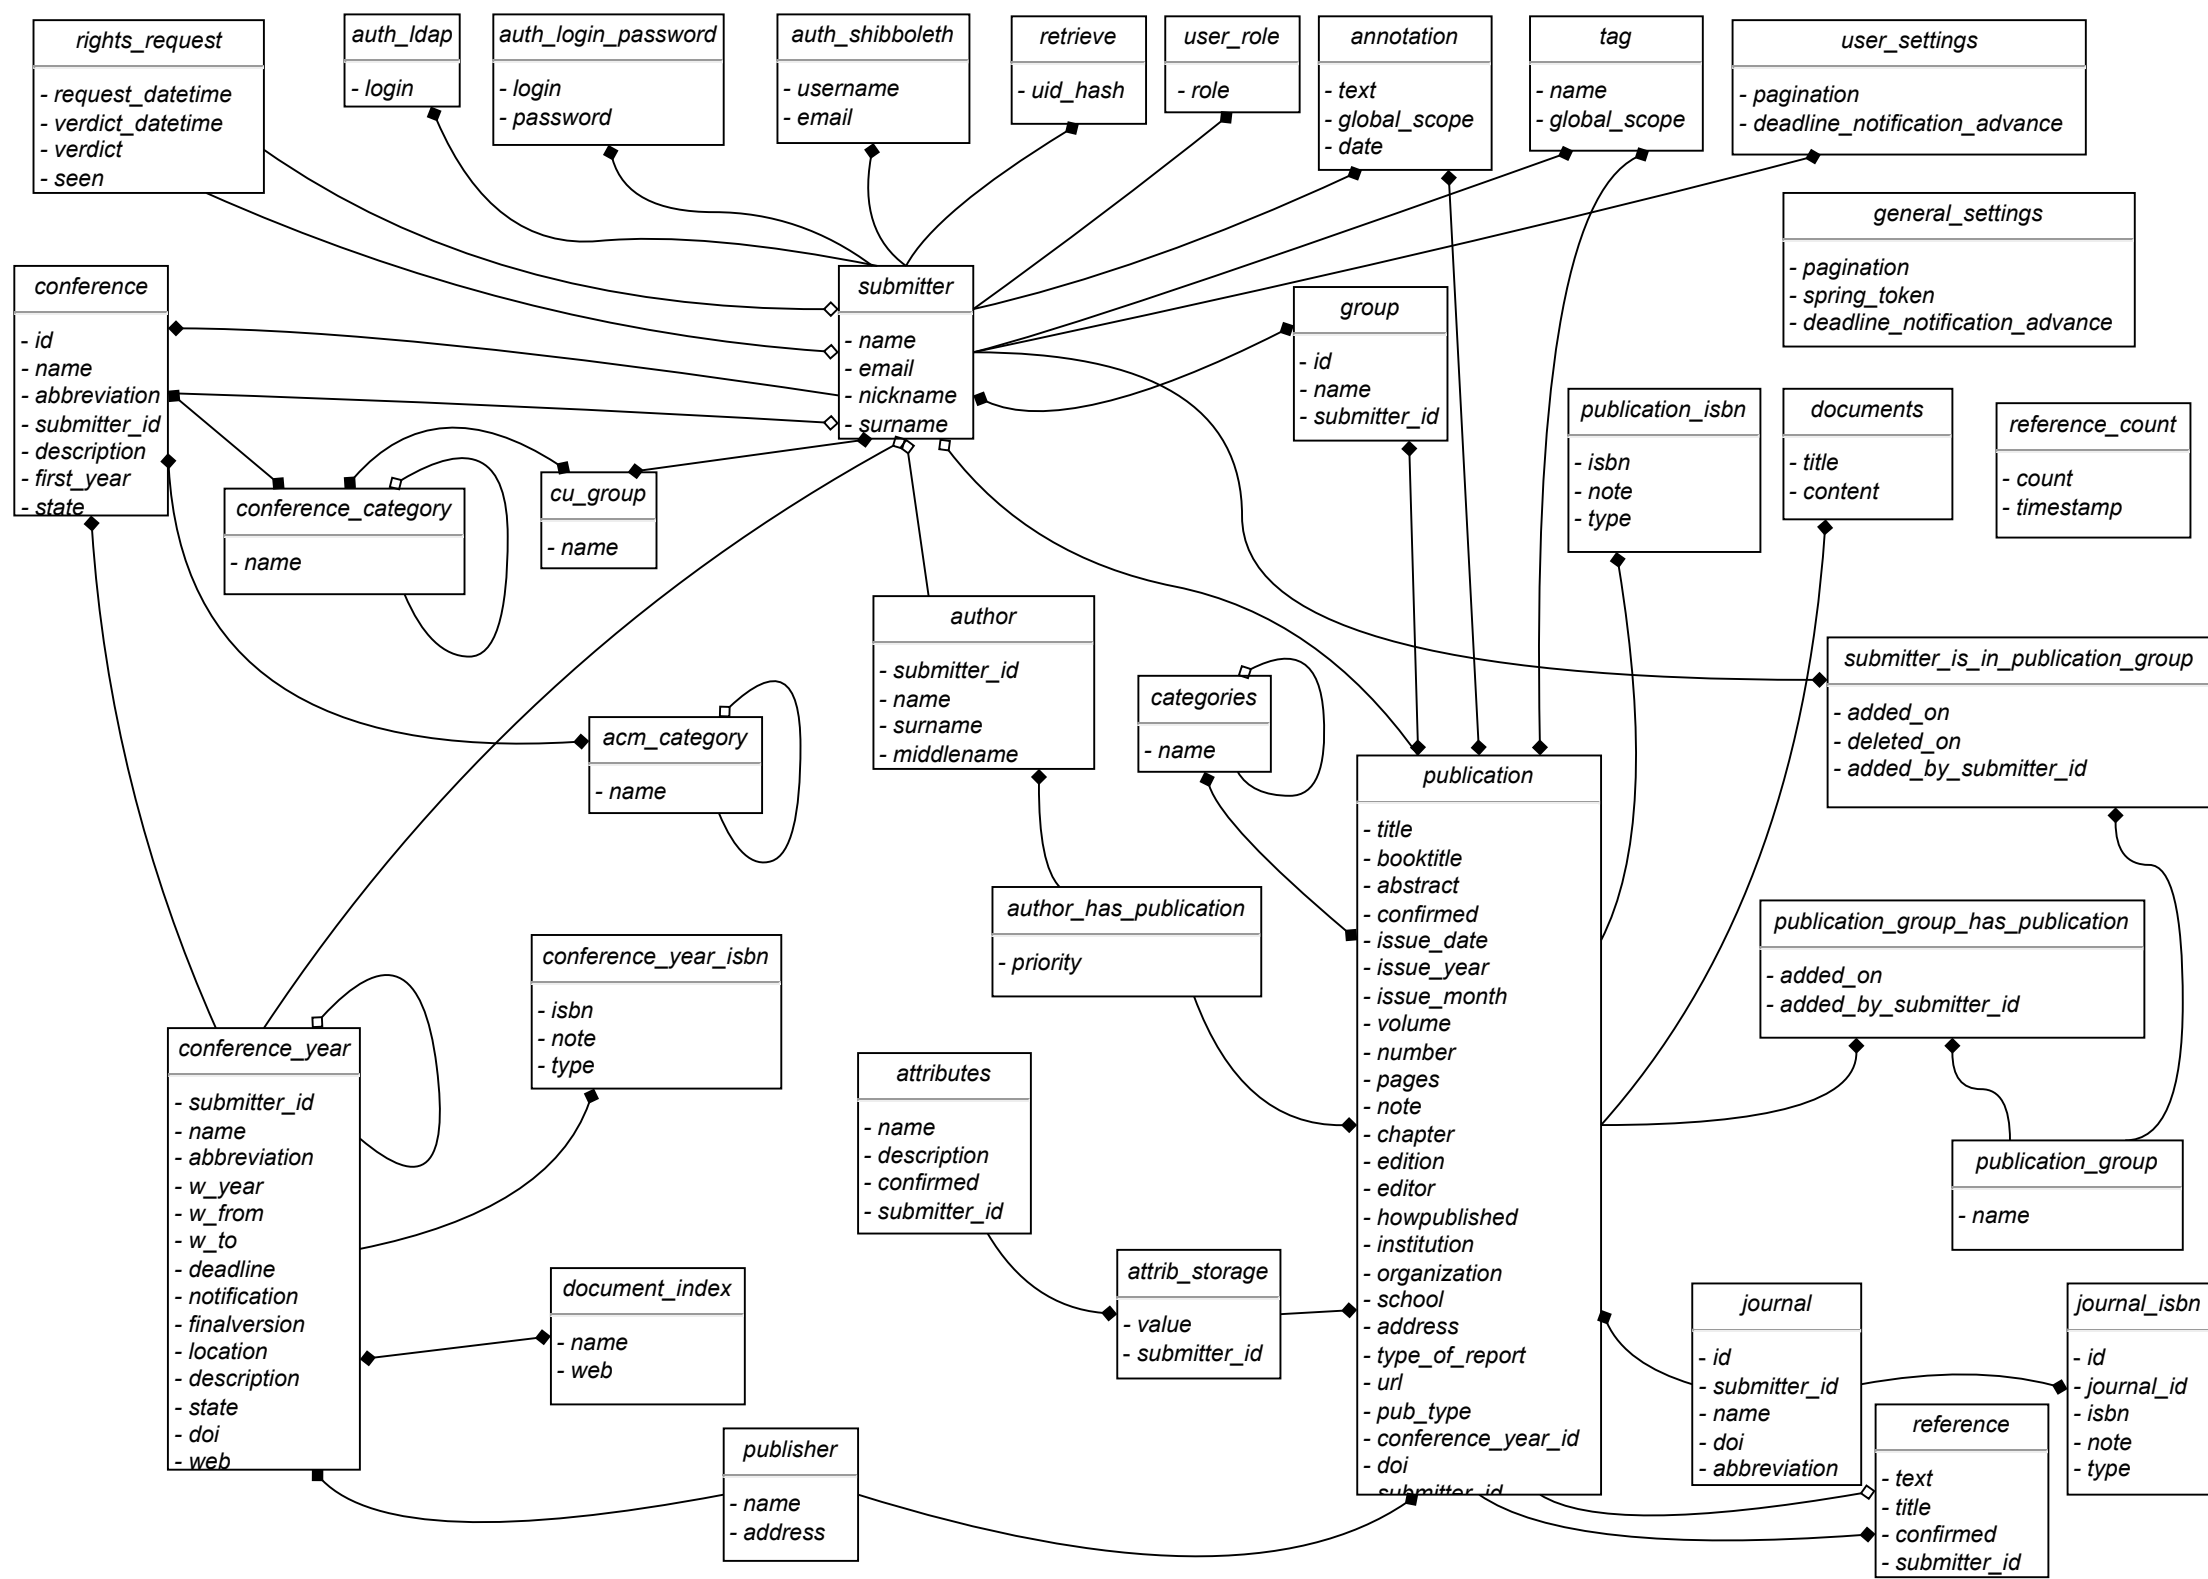 rights_request
- request_datetime
- verdict_datetime
- verdict
- seen
auth_ldap
- login
auth_login_password
- login
- password
auth_shibboleth
- username
- email
retrieve
- uid_hash
user_role
- role
annotation
- text
- global_scope
- date
tag
- name
- global_scope
user_settings
- pagination
- deadline_notification_advance
general_settings
- pagination
- spring_token
- deadline_notification_advance
conference
- id
- name
- abbreviation
- submitter_id
- description
- first_year
- state
submitter
- name
- email
- nickname
- surname
group
- id
- name
- submitter_id
publication_isbn
- isbn
- note
- type
documents
- title
- content
reference_count
- count
- timestamp
conference_category
- name
cu_group
- name
author
- submitter_id
- name
- surname
- middlename
categories
- name
submitter_is_in_publication_group
- added_on
- deleted_on
- added_by_submitter_id
acm_category
- name
publication
- title
- booktitle
- abstract
- confirmed
- issue_date
- issue_year
- issue_month
- volume
- number
- pages
- note
- chapter
- edition
- editor
- howpublished
- institution
- organization
- school
- address
- type_of_report
- url
- pub_type
- conference_year_id
- doi
- submitter_id
author_has_publication
- priority
publication_group_has_publication
- added_on
- added_by_submitter_id
conference_year_isbn
- isbn
- note
- type
conference_year
- submitter_id
- name
- abbreviation
- w_year
- w_from
- w_to
- deadline
- notification
- finalversion
- location
- description
- state
- doi
- web
attributes
- name
- description
- confirmed
- submitter_id
publication_group
- name
attrib_storage
- value
- submitter_id
document_index
- name
- web
journal
- id
- submitter_id
- name
- doi
- abbreviation
journal_isbn
- id
- journal_id
- isbn
- note
- type
reference
- text
- title
- confirmed
- submitter_id
publisher
- name
- address